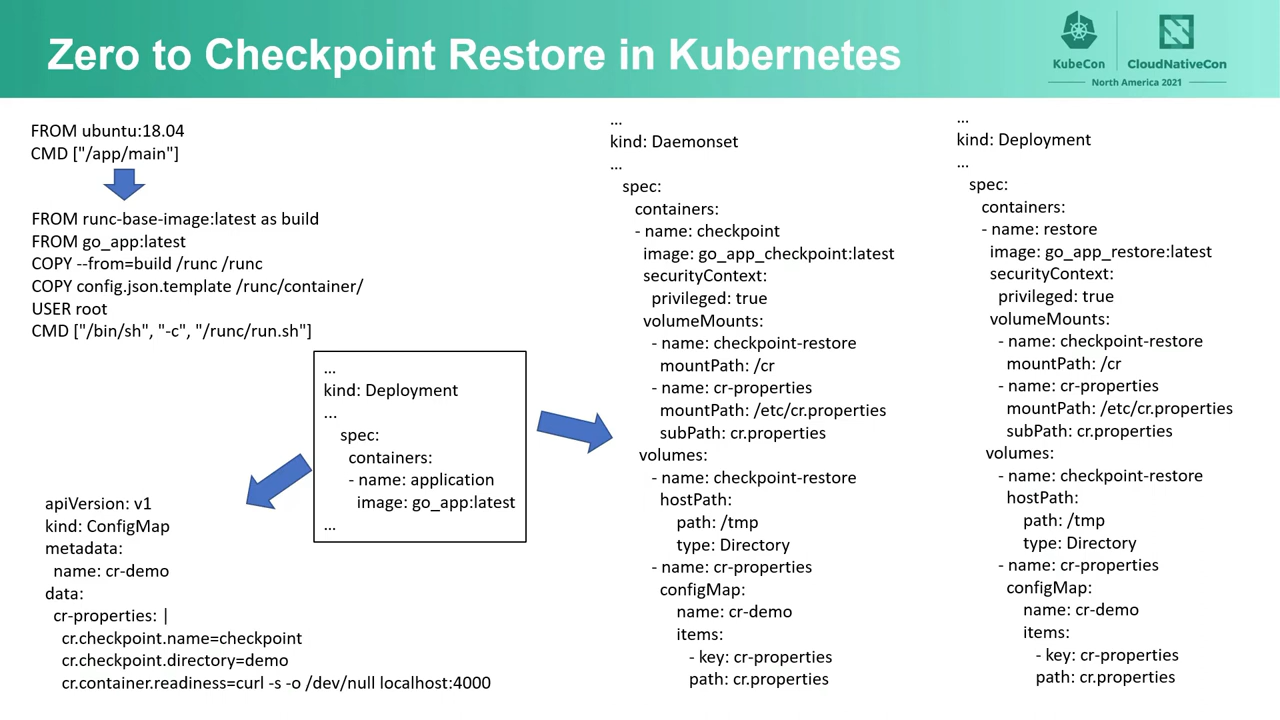 Zero to Checkpoint Restore in Kubernetes
KubeCon
CloudNativeCon
North America 2021
FROM ubuntu:18.04
CMD ["/app/main"]
FROM runc-base-image:latest as build
FROM go_app:latest
COPY --from=build /runc /runc
COPY config.json.template /runc/container/
USER root
CMD ["/bin/sh", "-c", "/runc/run.sh"]
...
kind: Deployment
...
spec:
containers:
- name: application
image: go_app:latest
...
apiVersion: v1
kind: ConfigMap
metadata:
name: cr-demo
data:
cr-properties: |
cr.checkpoint.name=checkpoint
cr.checkpoint.directory=demo
cr.container.readiness=curl -s -o /dev/null localhost:4000
...
kind: Daemonset
...
spec:
containers:
- name: checkpoint
image: go_app_checkpoint:latest
securityContext:
privileged: true
volumeMounts:
- name: checkpoint-restore
mountPath: /cr
- name: cr-properties
mountPath: /etc/cr.properties
subPath: cr.properties
volumes:
- name: checkpoint-restore
hostPath:
path: /tmp
type: Directory
- name: cr-properties
configMap:
name: cr-demo
items:
- key: cr-properties
path: cr.properties
...
kind: Deployment
...
spec:
containers:
- name: restore
image: go_app_restore:latest
securityContext:
privileged: true
volumeMounts:
- name: checkpoint-restore
mountPath: /cr
- name: cr-properties
mountPath: /etc/cr.properties
subPath: cr.properties
volumes:
- name: checkpoint-restore
hostPath:
path: /tmp
type: Directory
- name: cr-properties
configMap:
name: cr-demo
items:
- key: cr-properties
path: cr.properties